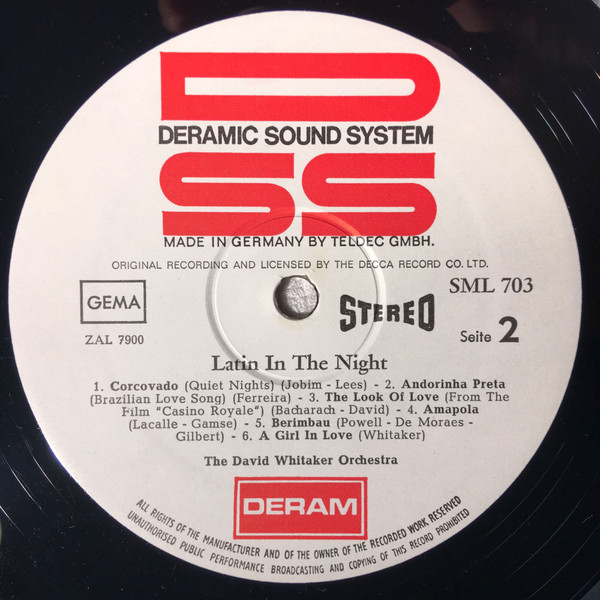 D
DERAMIC SOUND SYSTEM
SS
MADE IN GERMANY BY TELDEC GMBH.
ORIGINAL RECORDING AND LICENSED BY THE DECCA RECORD CO. LTD.
GEMA
STEREO
SML 703
ZAL 7900
Seite 2
Latin In The Night
1. Corcovado (Quiet Nights) (Jobim - Lees) - 2. Andorinha Preta
(Brazilian Love Song) (Ferreira) - 3. The Look Of Love (From The
Film "Casino Royale") (Bacharach - David) - 4. Amapola
(Lacalle - Gamse) - 5. Berimbau (Powell - De Moraes -
Gilbert) - 6. A Girl In Love (Whitaker)
The David Whitaker Orchestra
DERAM
ALL RIGHTS OF THE MANUFACTURER AND OF THE OWNER OF THE RECORDED WORK RESERVED
UNAUTHORISED PUBLIC PERFORMANCE BROADCASTING AND COPYING OF THIS RECORD PROHIBITED